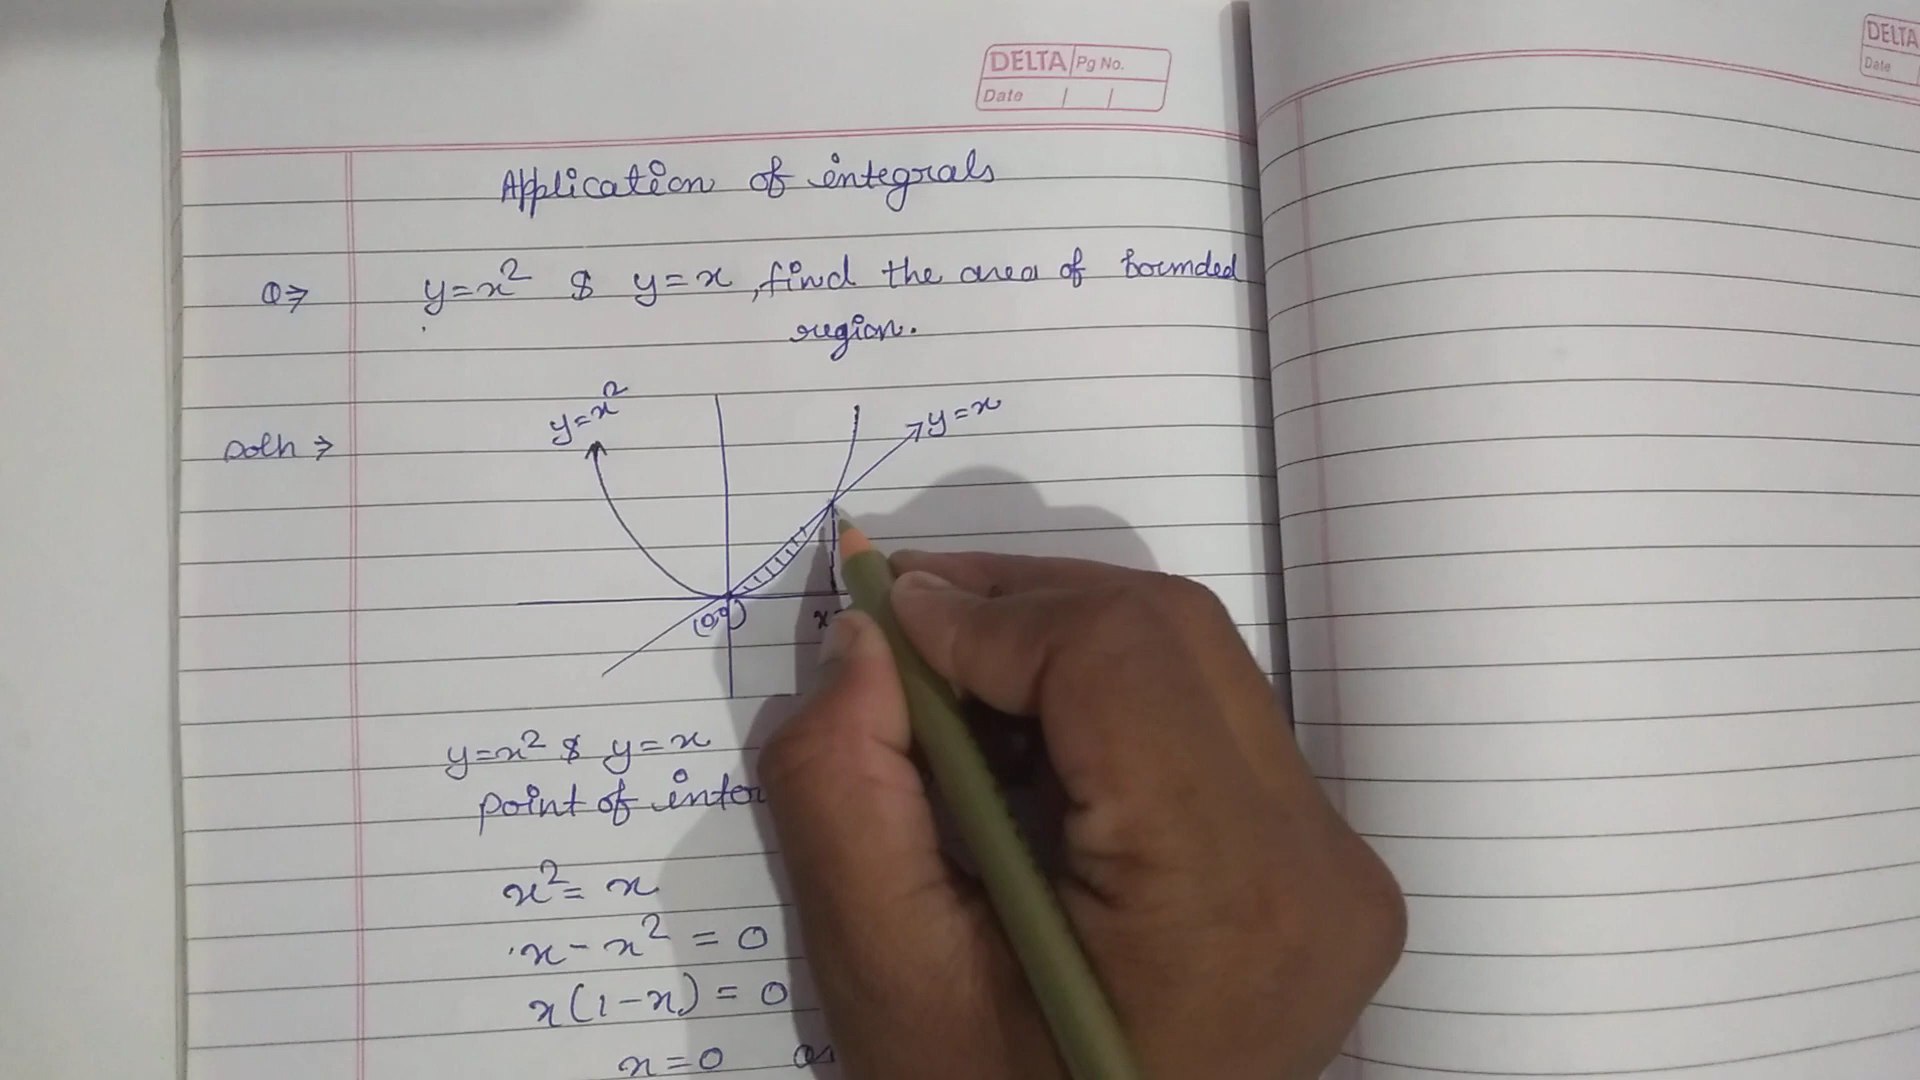 DELTA Pg No.
Date
DELTA
Date
Application of integrals
Q⇒ y=x² & y=x, find the area of bounded
region.
Soln ⇒
y=x²
y=x
(0,0)
x
y=x² & y=x
point of inter
x²=x
x-x²=0
x(1-x)=0
x=0 or